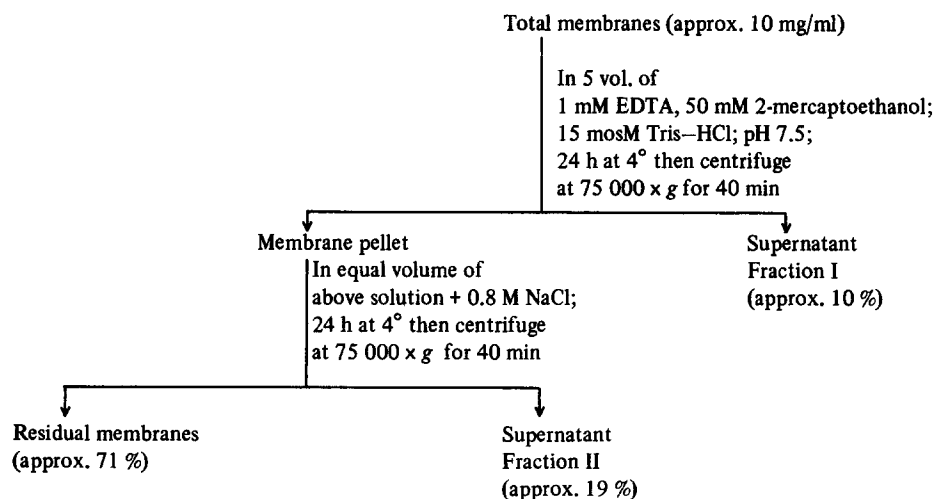 Total membranes (approx. 10 mg/ml)
In 5 vol. of
1 mM EDTA, 50 mM 2-mercaptoethanol;
15 mosM Tris—HCl; pH 7.5;
24 h at 4° then centrifuge
at 75 000 x g for 40 min
Membrane pellet
In equal volume of
above solution + 0.8 M NaCl;
24 h at 4° then centrifuge
at 75 000 x g for 40 min
Supernatant
Fraction I
(approx. 10 %)
Residual membranes
(approx. 71 %)
Supernatant
Fraction II
(approx. 19 %)